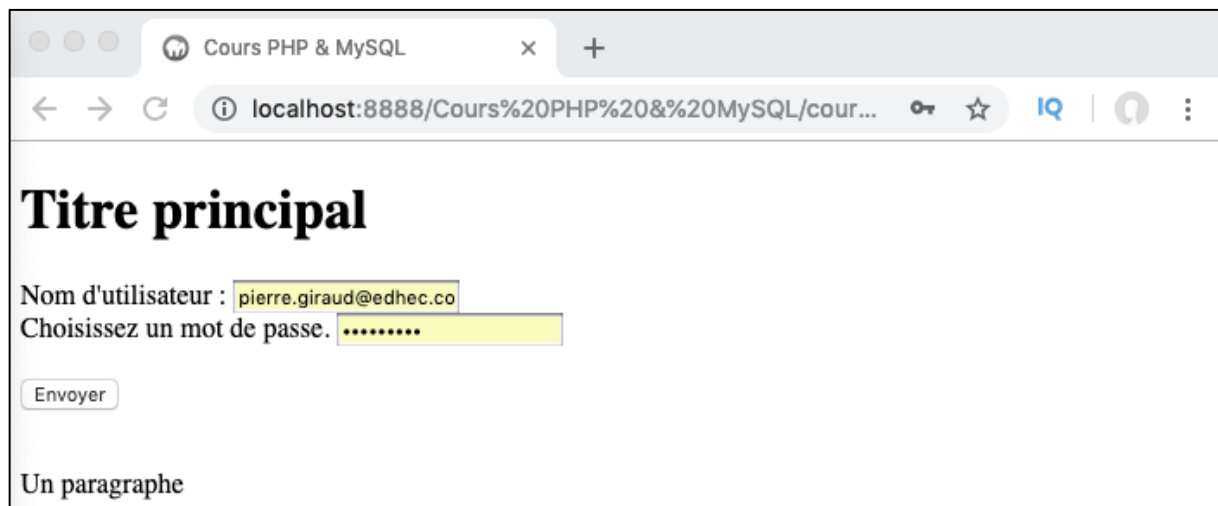 Cours PHP & MySQL
localhost:8888/Cours%20PHP%20&%20MySQL/cour...
IQ
Titre principal
Nom d'utilisateur : pierre.giraud@edhec.co
Choisissez un mot de passe. •••••••••
Envoyer
Un paragraphe